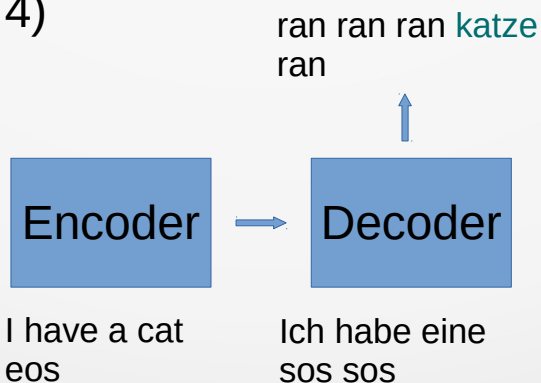 4)
ran ran ran katze
ran
Encoder
Decoder
I have a cat
eos
Ich habe eine
sos sos